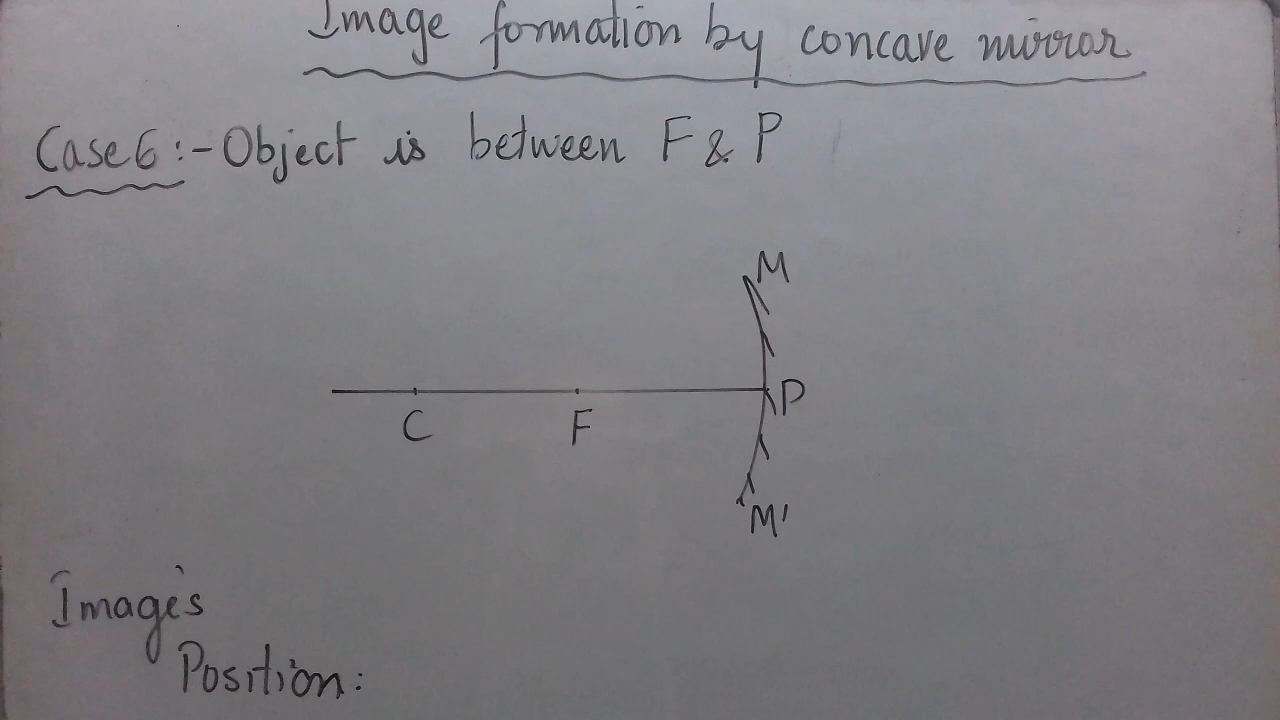 Image formation by concave mirror
Case 6:- Object is between F & P
M
P
C F
M'
Image's
Position: